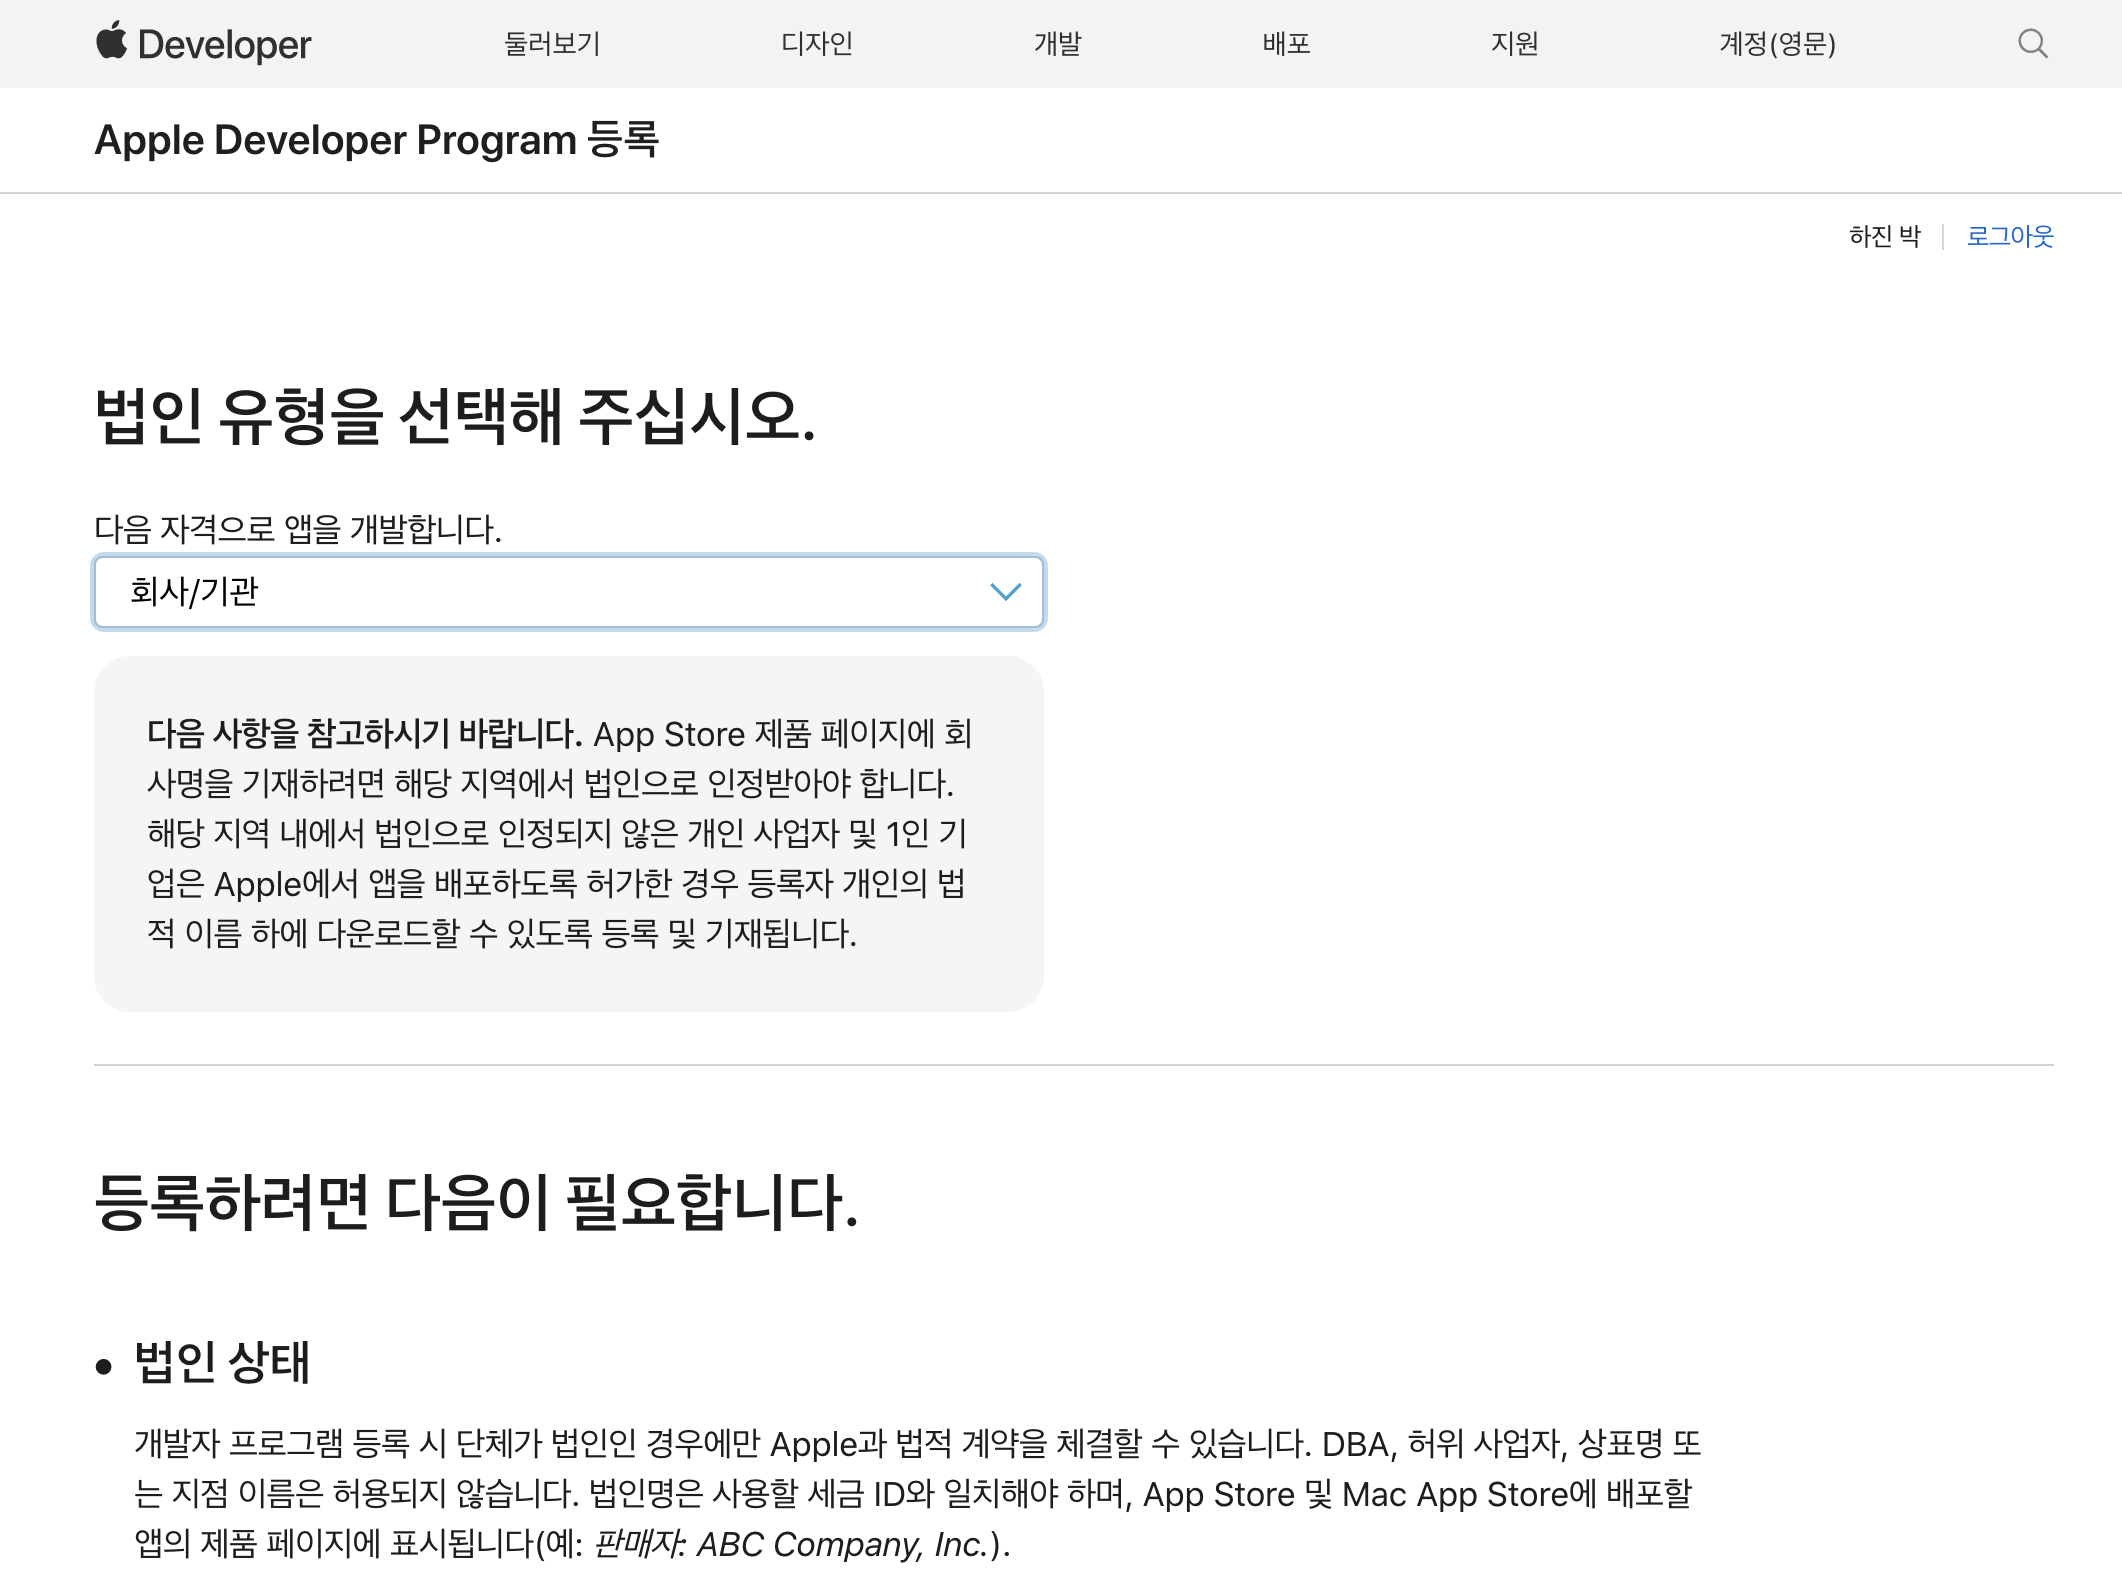 Developer 둘러보기 디자인 개발 배포 지원 계정(영문)
Apple Developer Program 등록
하진 박 로그아웃
법인 유형을 선택해 주십시오.
다음 자격으로 앱을 개발합니다.
회사/기관
다음 사항을 참고하시기 바랍니다. App Store 제품 페이지에 회
사명을 기재하려면 해당 지역에서 법인으로 인정받아야 합니다.
해당 지역 내에서 법인으로 인정되지 않은 개인 사업자 및 1인 기
업은 Apple에서 앱을 배포하도록 허가한 경우 등록자 개인의 법
적 이름 하에 다운로드할 수 있도록 등록 및 기재됩니다.
등록하려면 다음이 필요합니다.
• 법인 상태
개발자 프로그램 등록 시 단체가 법인인 경우에만 Apple과 법적 계약을 체결할 수 있습니다. DBA, 허위 사업자, 상표명 또
는 지점 이름은 허용되지 않습니다. 법인명은 사용할 세금 ID와 일치해야 하며, App Store 및 Mac App Store에 배포할
앱의 제품 페이지에 표시됩니다(예: 판매자: ABC Company, Inc.).